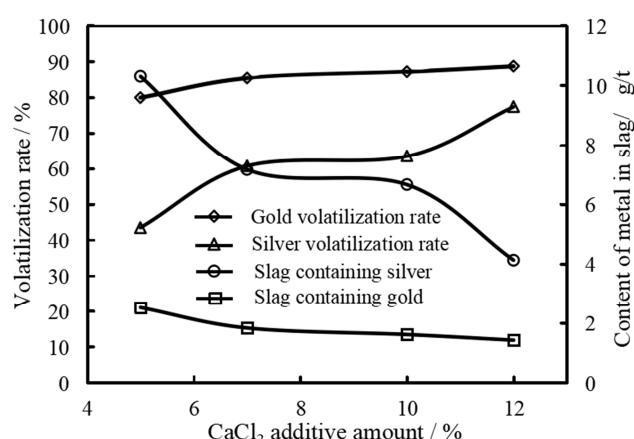 100
90
80
70
60
50
40
30
20
10
0
Volatilization rate / %
12
10
8
6
4
2
0
Content of metal in slag/ g/t
Gold volatilization rate
Silver volatilization rate
Slag containing silver
Slag containing gold
4 6 8 10 12
CaCl₂ additive amount / %